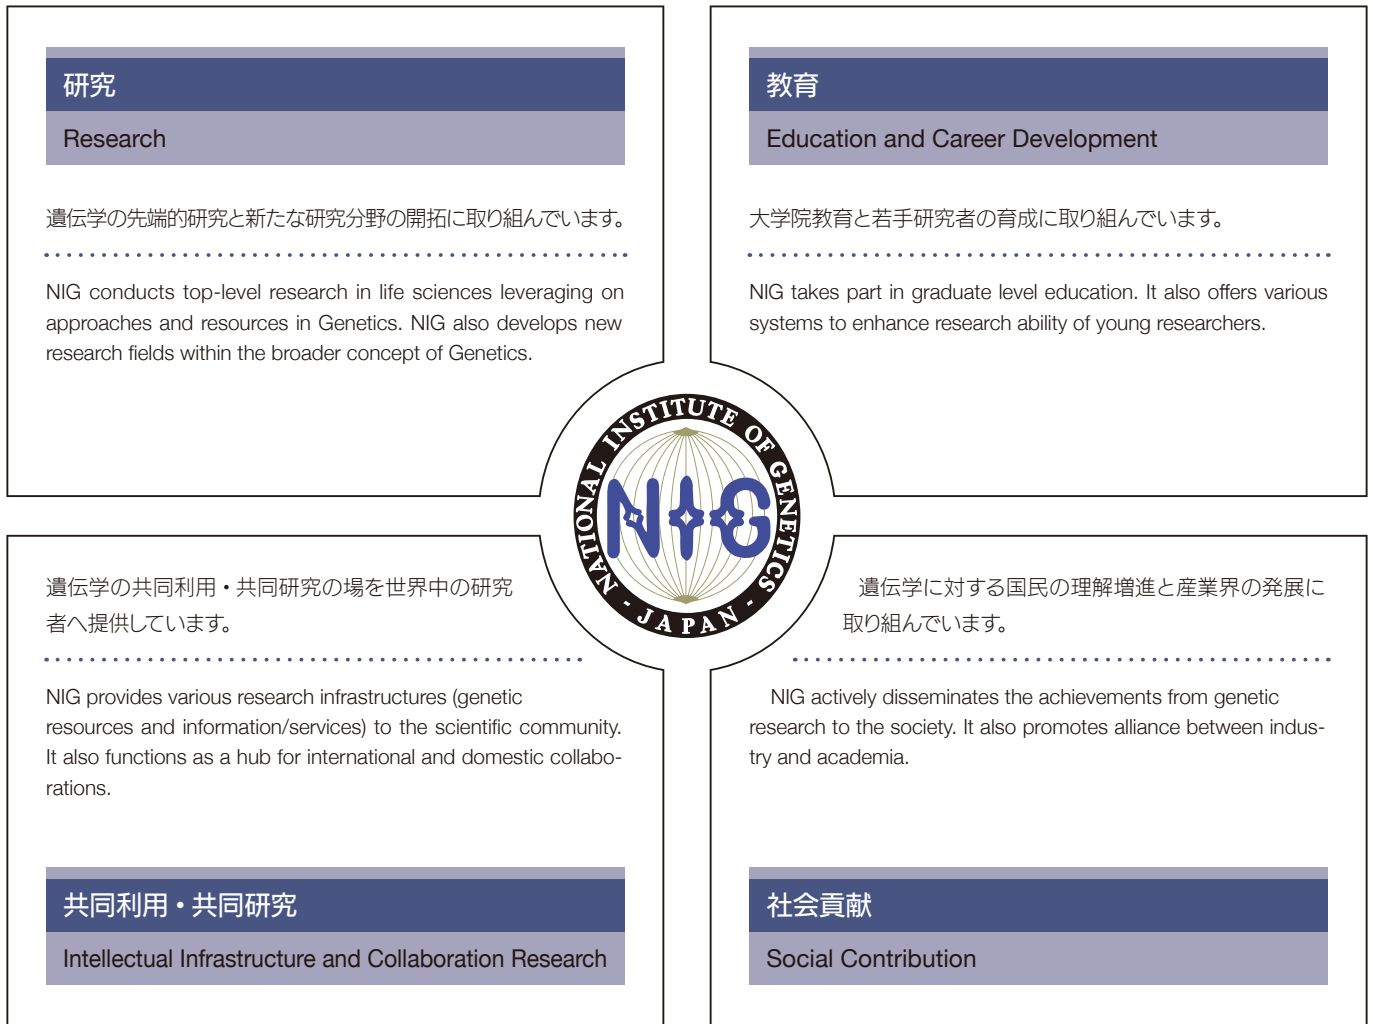 研究
Research
遺伝学の先端的研究と新たな研究分野の開拓に取り組んでいます。
NIG conducts top-level research in life sciences leveraging on
approaches and resources in Genetics. NIG also develops new
research fields within the broader concept of Genetics.
教育
Education and Career Development
大学院教育と若手研究者の育成に取り組んでいます。
NIG takes part in graduate level education. It also offers various
systems to enhance research ability of young researchers.
NATIONAL INSTITUTE OF GENETICS
NIG
- JAPAN -
遺伝学の共同利用・共同研究の場を世界中の研究
者へ提供しています。
NIG provides various research infrastructures (genetic
resources and information/services) to the scientific community.
It also functions as a hub for international and domestic collabo-
rations.
共同利用・共同研究
Intellectual Infrastructure and Collaboration Research
遺伝学に対する国民の理解増進と産業界の発展に
取り組んでいます。
NIG actively disseminates the achievements from genetic
research to the society. It also promotes alliance between indus-
try and academia.
社会貢献
Social Contribution